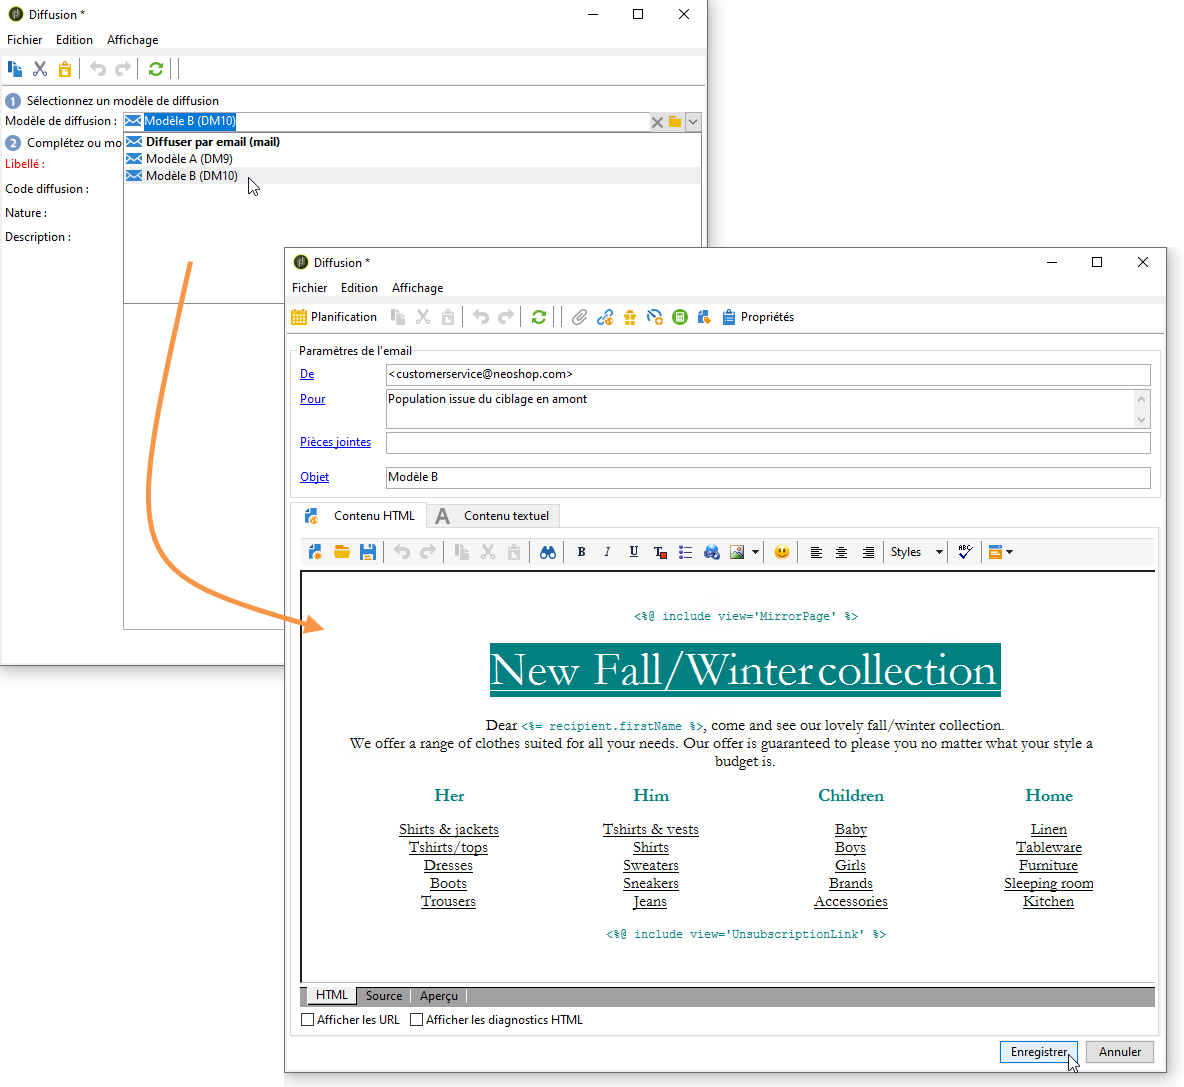 Diffusion *
Fichier Edition Affichage
1 Sélectionnez un modèle de diffusion
Modèle de diffusion : Modèle B (DM10)
2 Complétez ou mo
Diffuser par email (mail)
Modèle A (DM9)
Modèle B (DM10)
Libellé :
Code diffusion :
Nature :
Description :
Diffusion *
Fichier Edition Affichage
Planification Propriétés
Paramètres de l'email
De <customerservice@neoshop.com>
Pour Population issue du ciblage en amont
Pièces jointes
Objet Modèle B
Contenu HTML A Contenu textuel
B I U T Styles ABC
<%@ include view='MirrorPage' %>
New Fall/Winter collection
Dear <%= recipient.firstName %>, come and see our lovely fall/winter collection.
We offer a range of clothes suited for all your needs. Our offer is guaranteed to please you no matter what your style a
budget is.
Her Him Children Home
Shirts & jackets Tshirts & vests Baby Linen
Tshirts/tops Shirts Boys Tableware
Dresses Sweaters Girls Furniture
Boots Sneakers Brands Sleeping room
Trousers Jeans Accessories Kitchen
<%@ include view='UnsubscriptionLink' %>
HTML Source Aperçu
Afficher les URL Afficher les diagnostics HTML
Enregistrer Annuler